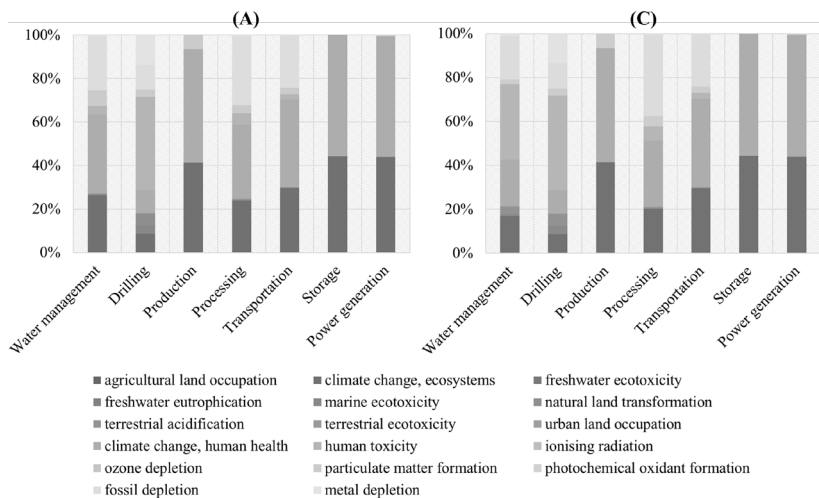 (A) (C)
100% 100%
80% 80%
60% 60%
40% 40%
20% 20%
0% 0%
Water management Drilling Production Processing Transportation Storage Power generation
Water management Drilling Production Processing Transportation Storage Power generation
agricultural land occupation climate change, ecosystems freshwater ecotoxicity
freshwater eutrophication marine ecotoxicity natural land transformation
terrestrial acidification terrestrial ecotoxicity urban land occupation
climate change, human health human toxicity ionising radiation
ozone depletion particulate matter formation photochemical oxidant formation
fossil depletion metal depletion